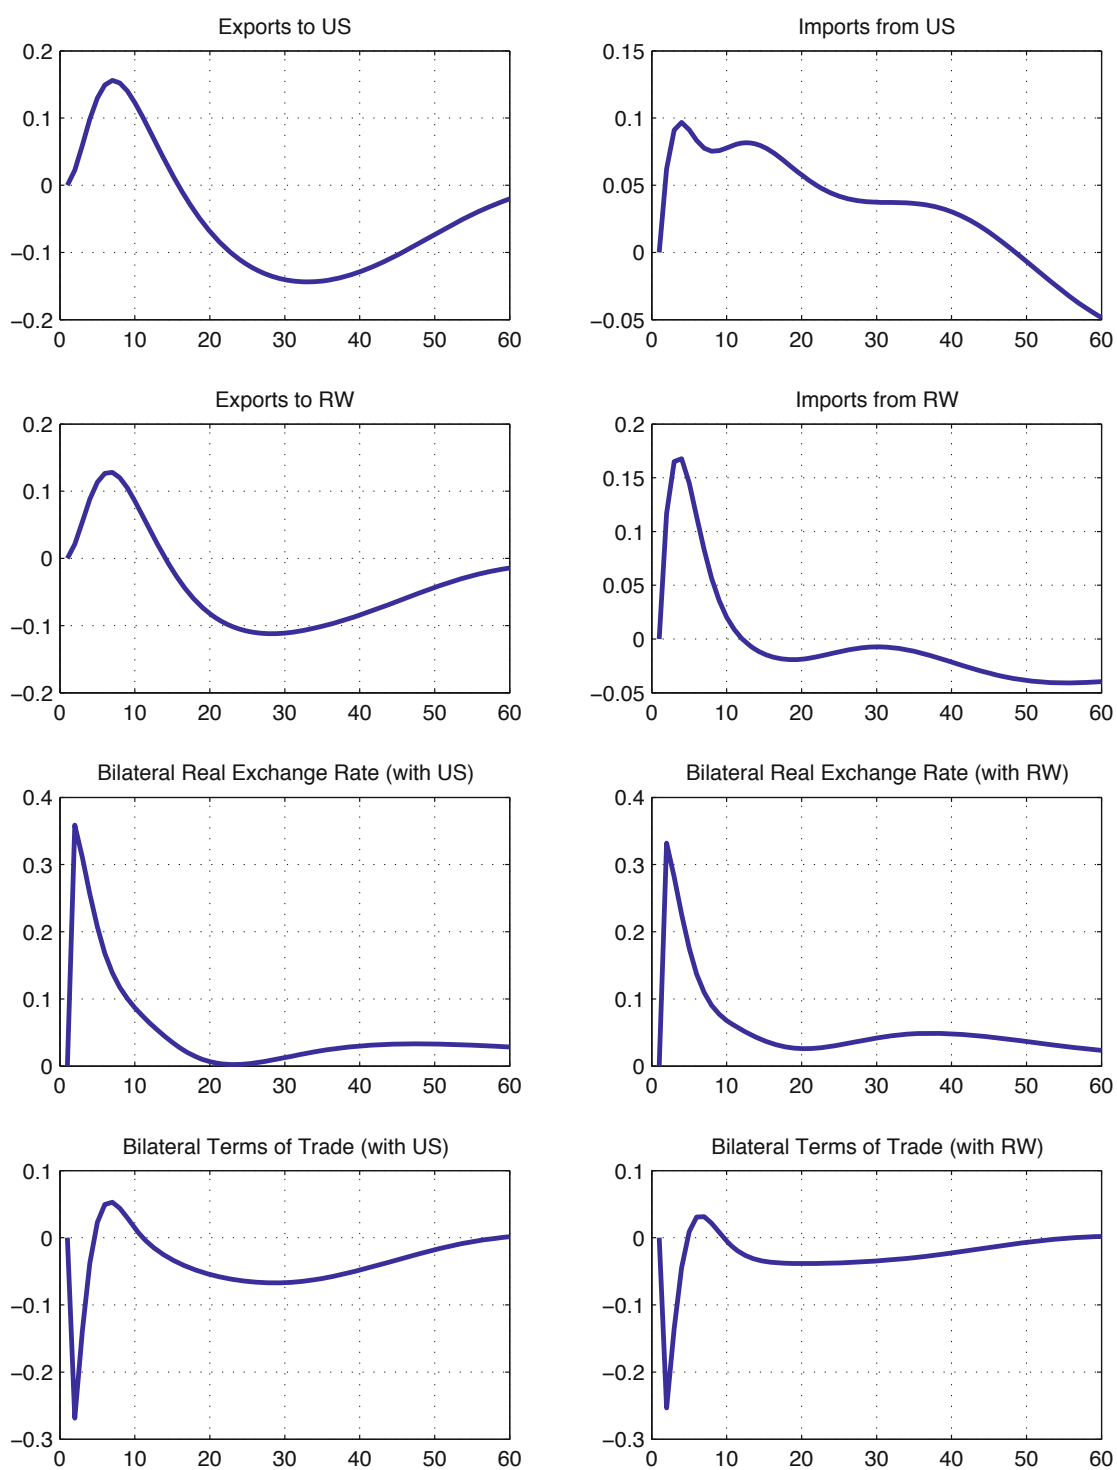 Exports to US
0.2
0.1
0
−0.1
−0.2
0 10 20 30 40 50 60
Imports from US
0.15
0.1
0.05
0
−0.05
0 10 20 30 40 50 60
Exports to RW
0.2
0.1
0
−0.1
−0.2
0 10 20 30 40 50 60
Imports from RW
0.2
0.15
0.1
0.05
0
−0.05
0 10 20 30 40 50 60
Bilateral Real Exchange Rate (with US)
0.4
0.3
0.2
0.1
0
0 10 20 30 40 50 60
Bilateral Real Exchange Rate (with RW)
0.4
0.3
0.2
0.1
0
0 10 20 30 40 50 60
Bilateral Terms of Trade (with US)
0.1
0
−0.1
−0.2
−0.3
0 10 20 30 40 50 60
Bilateral Terms of Trade (with RW)
0.1
0
−0.1
−0.2
−0.3
0 10 20 30 40 50 60